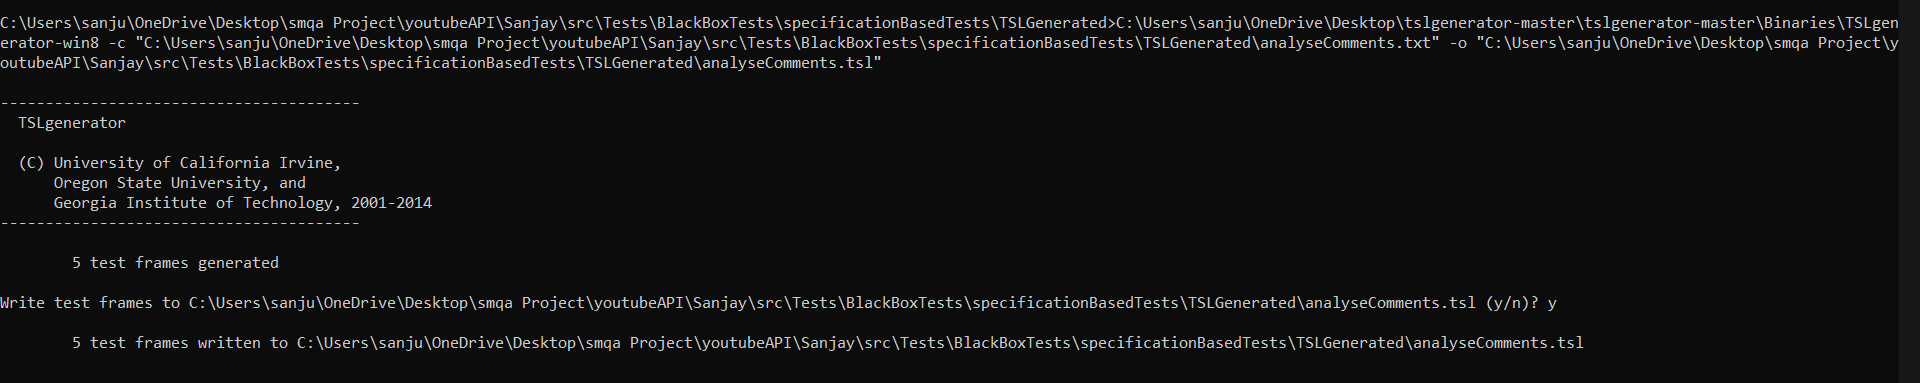 C:\Users\sanju\OneDrive\Desktop\smqa Project\youtubeAPI\Sanjay\src\Tests\BlackBoxTests\specificationBasedTests\TSLGenerated>C:\Users\sanju\OneDrive\Desktop\tslgenerator-master\tslgenerator-master\Binaries\TSLgen
erator-win8 -c "C:\Users\sanju\OneDrive\Desktop\smqa Project\youtubeAPI\Sanjay\src\Tests\BlackBoxTests\specificationBasedTests\TSLGenerated\analyseComments.txt" -o "C:\Users\sanju\OneDrive\Desktop\smqa Project\y
outubeAPI\Sanjay\src\Tests\BlackBoxTests\specificationBasedTests\TSLGenerated\analyseComments.tsl"
----------------------------------------
TSLgenerator
(C) University of California Irvine,
Oregon State University, and
Georgia Institute of Technology, 2001-2014
----------------------------------------
5 test frames generated
Write test frames to C:\Users\sanju\OneDrive\Desktop\smqa Project\youtubeAPI\Sanjay\src\Tests\BlackBoxTests\specificationBasedTests\TSLGenerated\analyseComments.tsl (y/n)? y
5 test frames written to C:\Users\sanju\OneDrive\Desktop\smqa Project\youtubeAPI\Sanjay\src\Tests\BlackBoxTests\specificationBasedTests\TSLGenerated\analyseComments.tsl